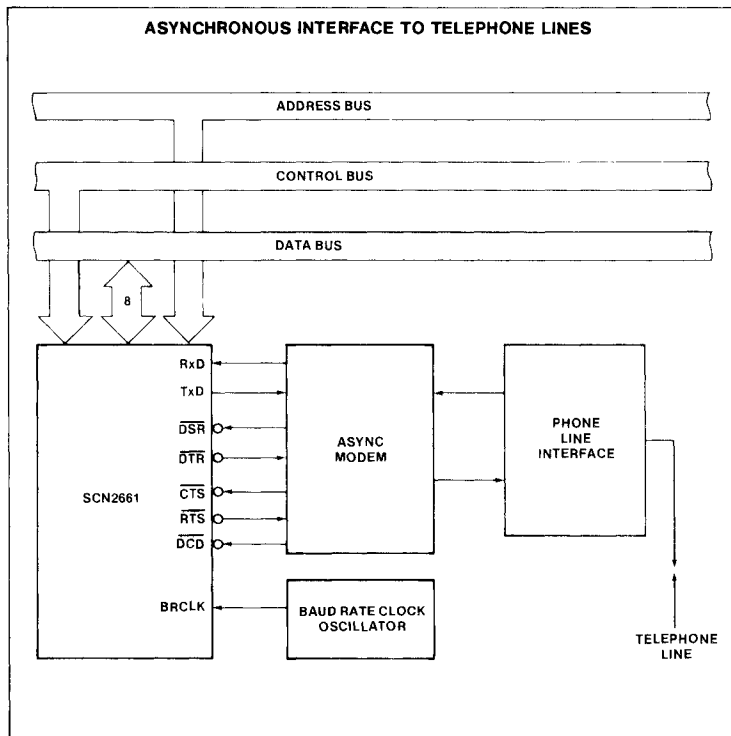 ASYNCHRONOUS INTERFACE TO TELEPHONE LINES
ADDRESS BUS
CONTROL BUS
DATA BUS
8
RxD
TxD
DSR
DTR
CTS
RTS
DCD
BRCLK
SCN2661
ASYNC
MODEM
PHONE
LINE
INTERFACE
BAUD RATE CLOCK
OSCILLATOR
TELEPHONE
LINE